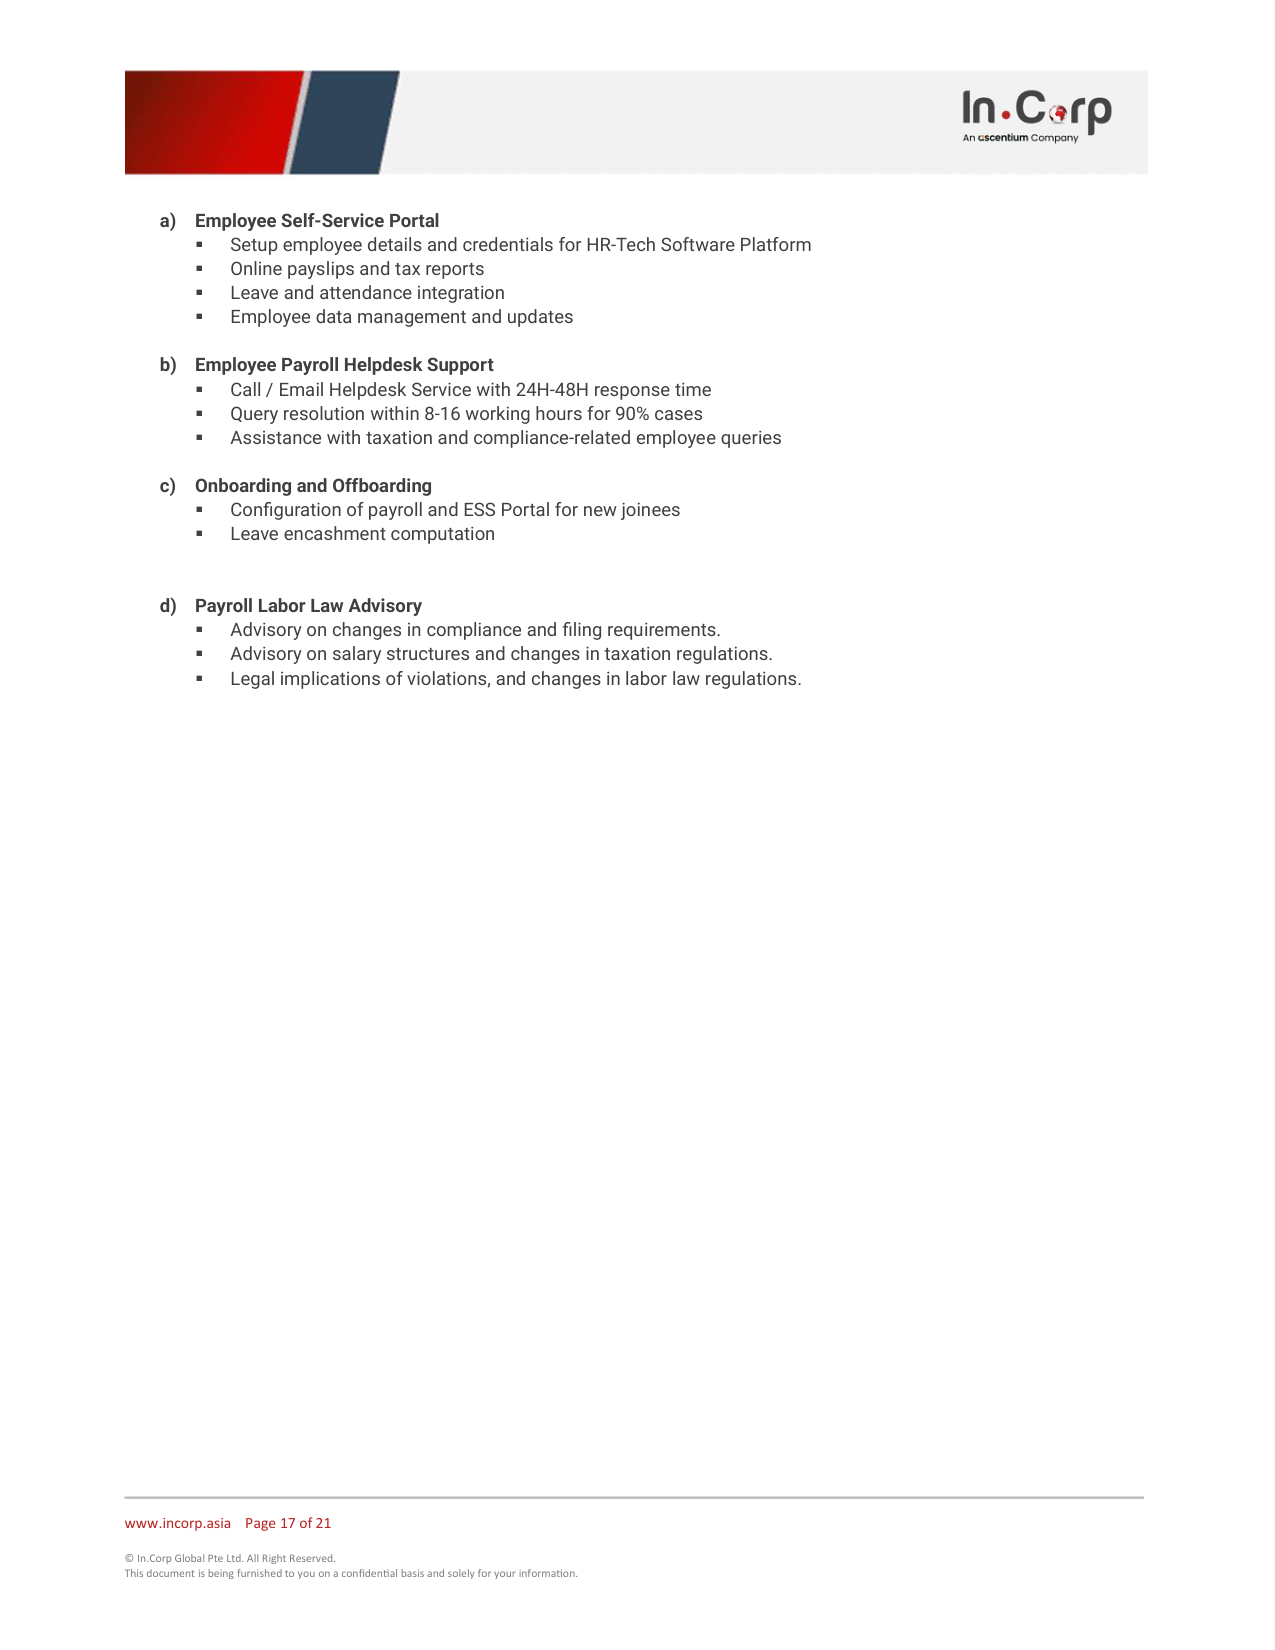 In.Corp
An ascentium Company
a) Employee Self-Service Portal
▪ Setup employee details and credentials for HR-Tech Software Platform
▪ Online payslips and tax reports
▪ Leave and attendance integration
▪ Employee data management and updates
b) Employee Payroll Helpdesk Support
▪ Call / Email Helpdesk Service with 24H-48H response time
▪ Query resolution within 8-16 working hours for 90% cases
▪ Assistance with taxation and compliance-related employee queries
c) Onboarding and Offboarding
▪ Configuration of payroll and ESS Portal for new joinees
▪ Leave encashment computation
d) Payroll Labor Law Advisory
▪ Advisory on changes in compliance and filing requirements.
▪ Advisory on salary structures and changes in taxation regulations.
▪ Legal implications of violations, and changes in labor law regulations.
www.incorp.asia Page 17 of 21
© In.Corp Global Pte Ltd. All Right Reserved.
This document is being furnished to you on a confidential basis and solely for your information.